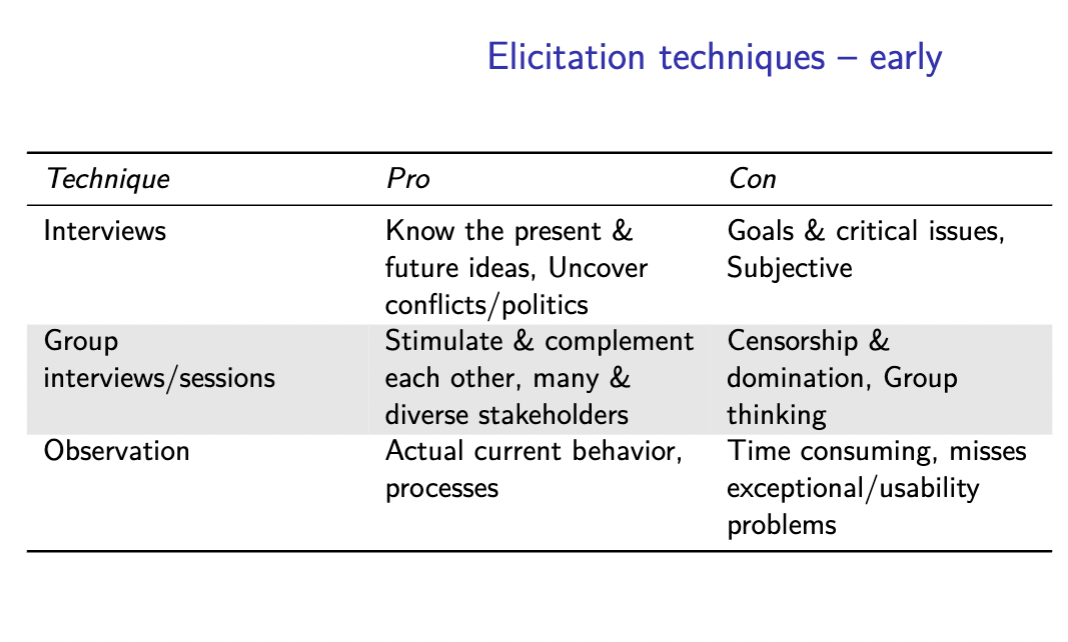 Elicitation techniques – early
Technique Pro Con
Interviews Know the present & Goals & critical issues,
future ideas, Uncover Subjective
conflicts/politics
Group Stimulate & complement Censorship &
interviews/sessions each other, many & domination, Group
diverse stakeholders thinking
Observation Actual current behavior, Time consuming, misses
processes exceptional/usability
problems